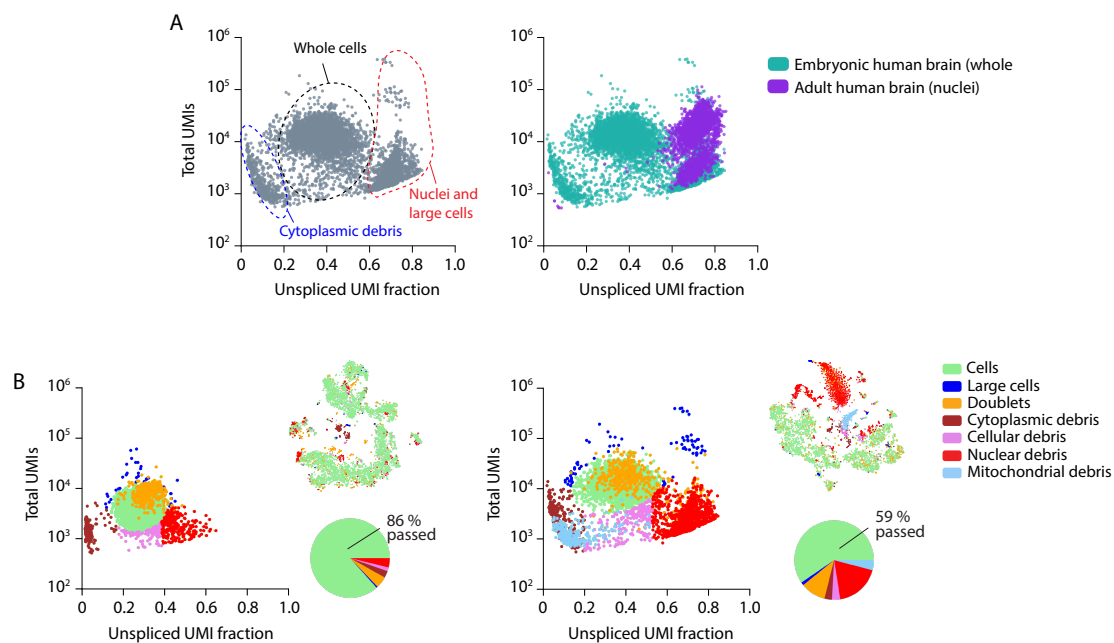 A
Total UMIs
10⁶
10⁵
10⁴
10³
10²
0
0.2
0.4
0.6
0.8
1.0
Unspliced UMI fraction
Whole cells
Cytoplasmic debris
Nuclei and
large cells
Total UMIs
10⁶
10⁵
10⁴
10³
10²
0
0.2
0.4
0.6
0.8
1.0
Unspliced UMI fraction
Embryonic human brain (whole
Adult human brain (nuclei)
B
Total UMIs
10⁶
10⁵
10⁴
10³
10²
0.0
0.2
0.4
0.6
0.8
1.0
Unspliced UMI fraction
86 %
passed
Total UMIs
10⁶
10⁵
10⁴
10³
10²
0.0
0.2
0.4
0.6
0.8
1.0
Unspliced UMI fraction
59 %
passed
Cells
Large cells
Doublets
Cytoplasmic debris
Cellular debris
Nuclear debris
Mitochondrial debris